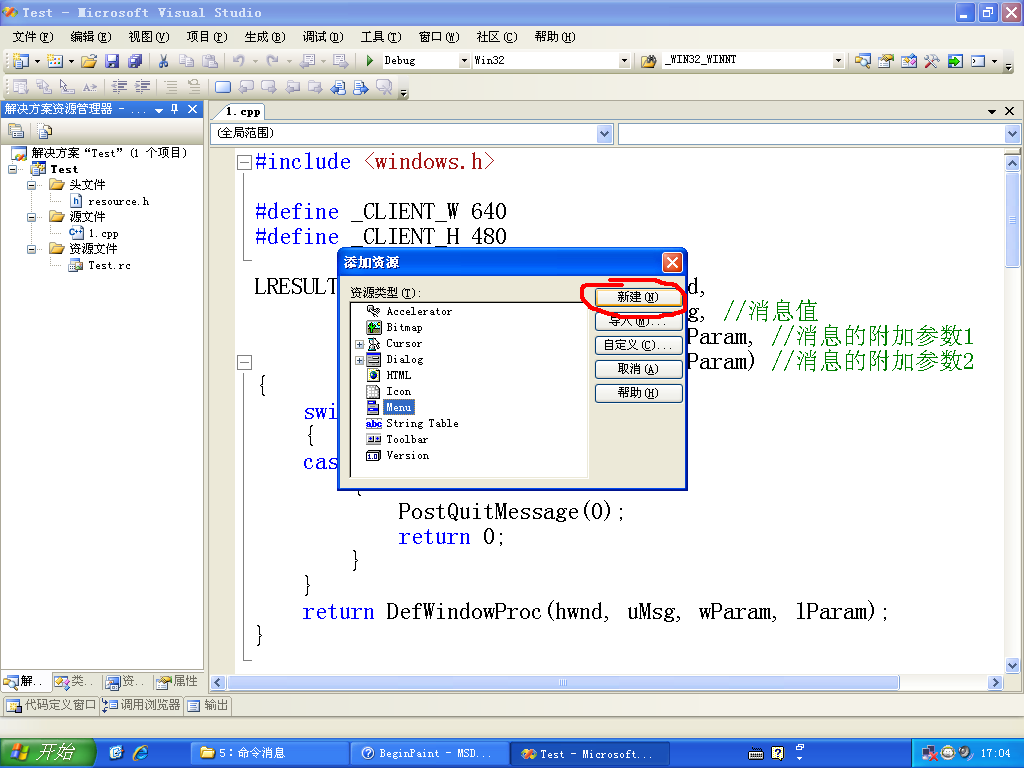 Test - Microsoft Visual Studio
文件(F) 编辑(E) 视图(V) 项目(P) 生成(B) 调试(D) 工具(T) 窗口(W) 社区(C) 帮助(H)
Debug Win32 _WIN32_WINNT
解决方案资源管理器 - ...
1.cpp
(全局范围)
解决方案“Test”(1 个项目)
Test
头文件
resource.h
源文件
1.cpp
资源文件
Test.rc
#include <windows.h>
#define _CLIENT_W 640
#define _CLIENT_H 480
LRESULT d,
g, //消息值
Param, //消息的附加参数1
Param) //消息的附加参数2
{
swi
{
cas
{
PostQuitMessage(0);
return 0;
}
}
return DefWindowProc(hwnd, uMsg, wParam, lParam);
}
添加资源
资源类型(T):
Accelerator
Bitmap
Cursor
Dialog
HTML
Icon
Menu
String Table
Toolbar
Version
新建(N)
导入(M)...
自定义(C)...
取消(A)
帮助(H)
解.. 类.. 资.. 属性
代码定义窗口 调用浏览器 输出
开始 5：命令消息 BeginPaint - MSD... Test - Microsoft... 17:04